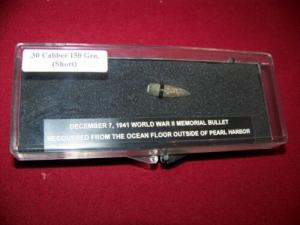 .30 Caliber 150 Grn.
(Short)
DECEMBER 7, 1941 WORLD WAR II MEMORIAL BULLET
RECOVERED FROM THE OCEAN FLOOR OUTSIDE OF PEARL HARBOR